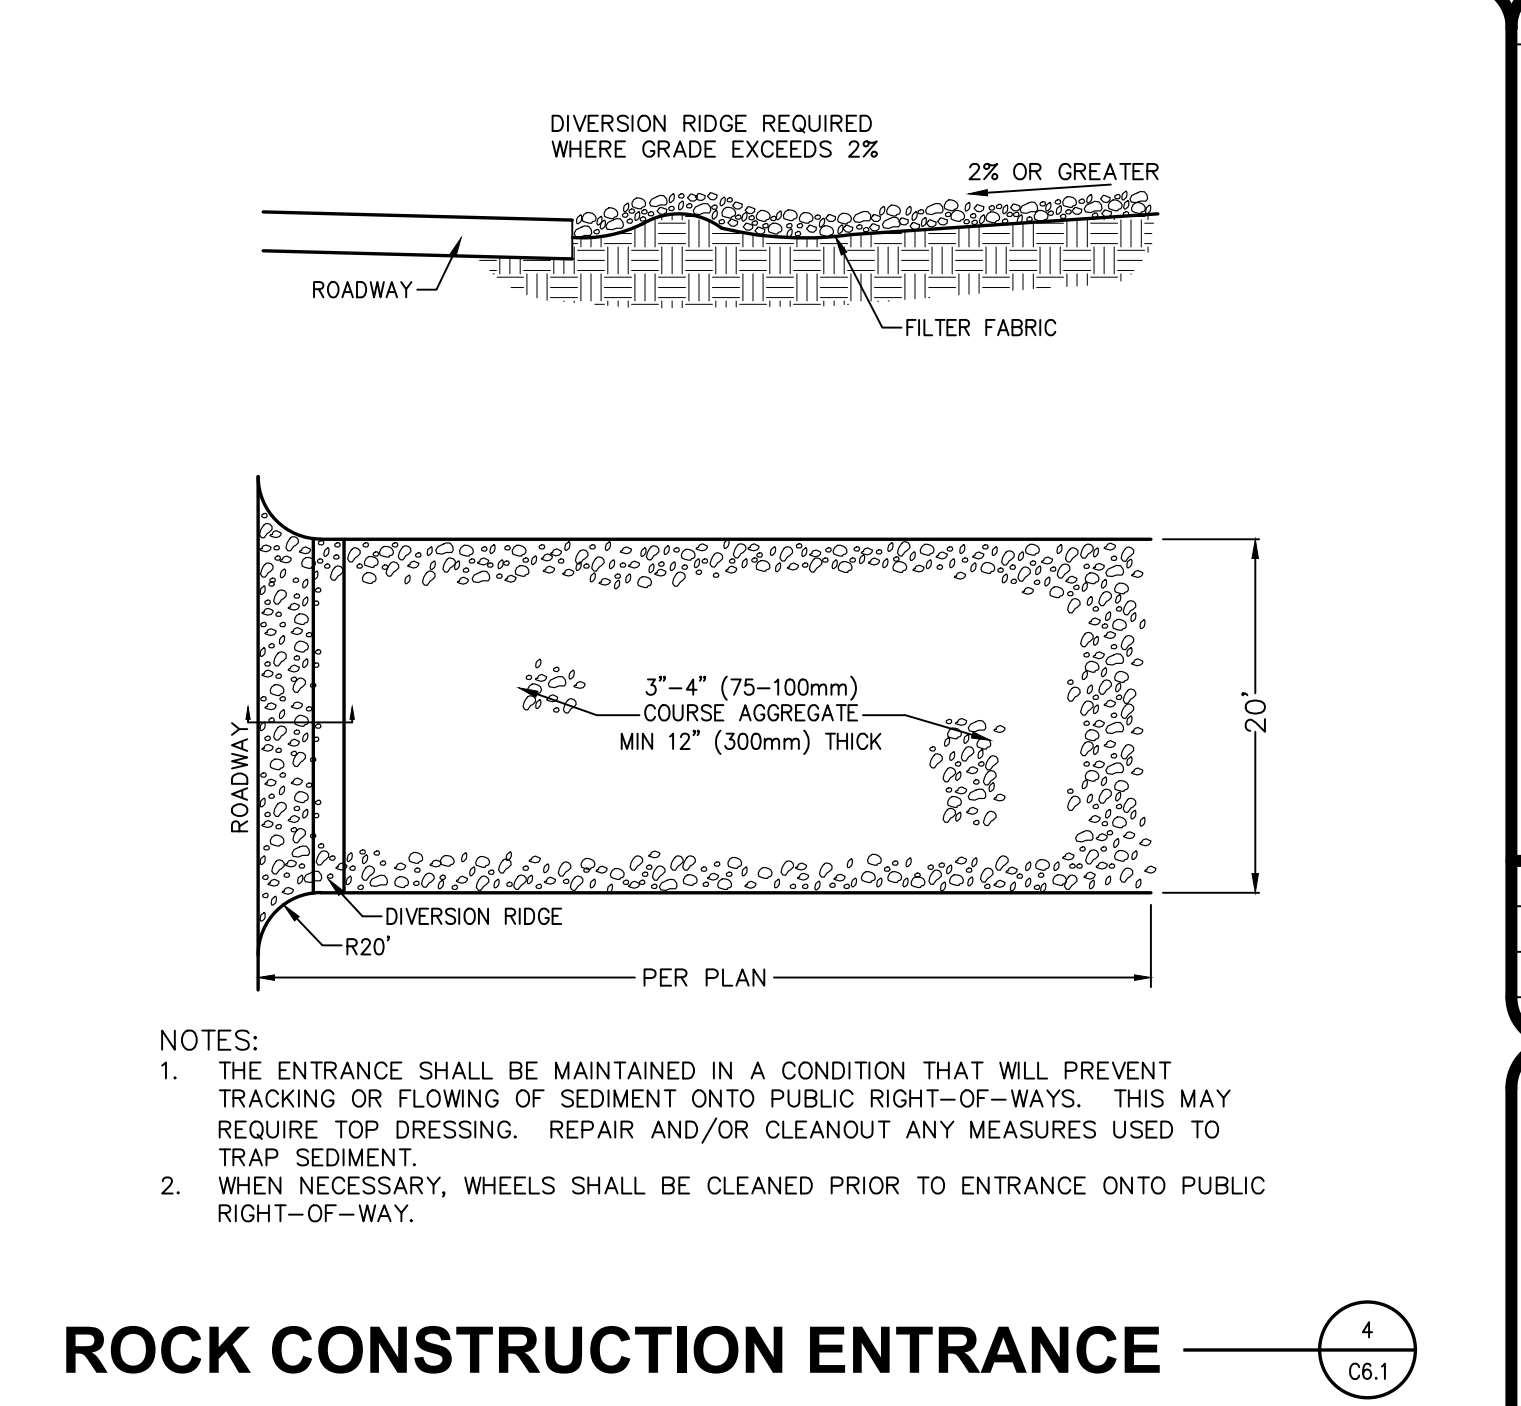 DIVERSION RIDGE REQUIRED
WHERE GRADE EXCEEDS 2%
2% OR GREATER
ROADWAY
FILTER FABRIC
3"-4" (75-100mm)
COURSE AGGREGATE
MIN 12" (300mm) THICK
20'
ROADWAY
DIVERSION RIDGE
R20'
PER PLAN
NOTES:
1. THE ENTRANCE SHALL BE MAINTAINED IN A CONDITION THAT WILL PREVENT
TRACKING OR FLOWING OF SEDIMENT ONTO PUBLIC RIGHT-OF-WAYS. THIS MAY
REQUIRE TOP DRESSING. REPAIR AND/OR CLEANOUT ANY MEASURES USED TO
TRAP SEDIMENT.
2. WHEN NECESSARY, WHEELS SHALL BE CLEANED PRIOR TO ENTRANCE ONTO PUBLIC
RIGHT-OF-WAY.
ROCK CONSTRUCTION ENTRANCE
4
C6.1